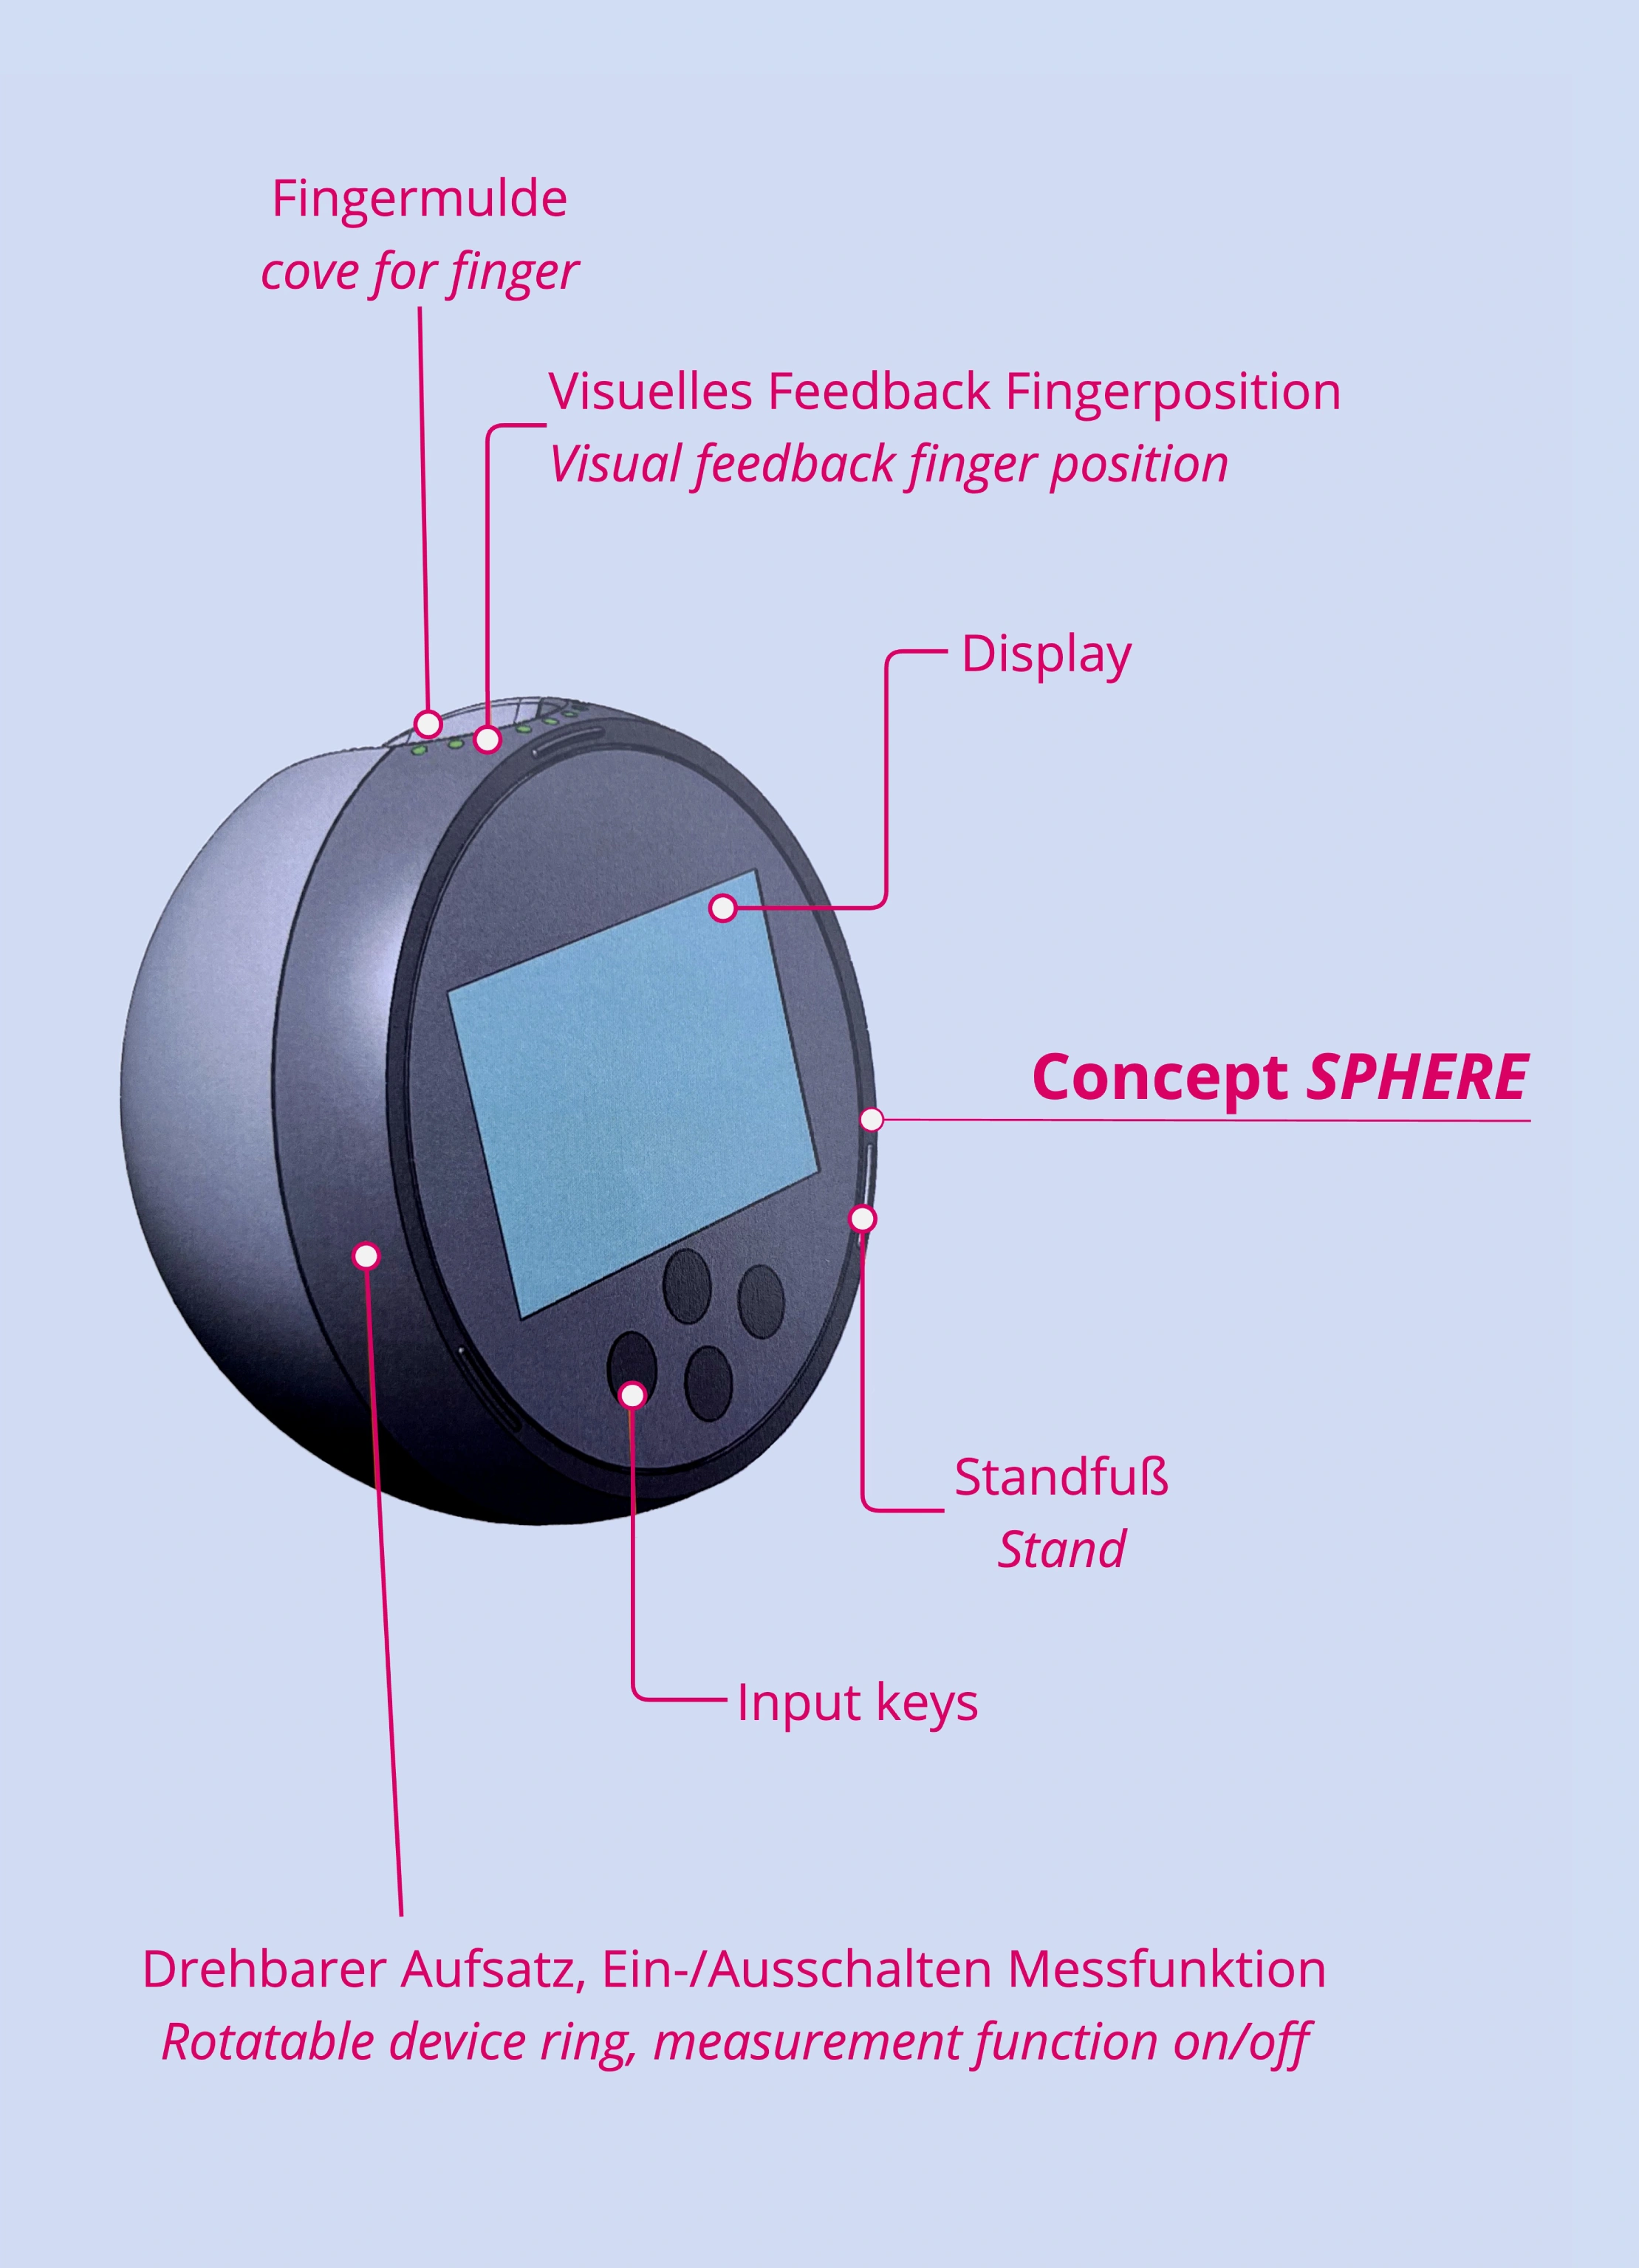 Fingermulde
cove for finger
Visuelles Feedback Fingerposition
Visual feedback finger position
Display
Concept SPHERE
Standfuß
Stand
Input keys
Drehbarer Aufsatz, Ein-/Ausschalten Messfunktion
Rotatable device ring, measurement function on/off